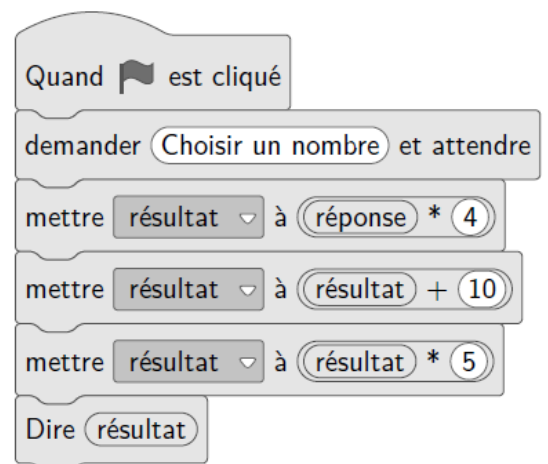 Quand est cliqué
demander Choisir un nombre et attendre
mettre résultat à réponse * 4
mettre résultat à résultat + 10
mettre résultat à résultat * 5
Dire résultat